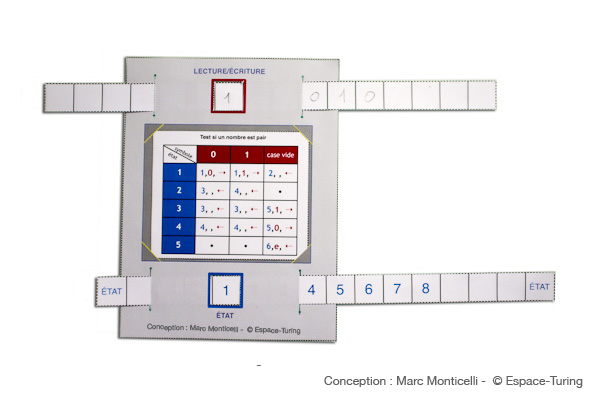 LECTURE/ÉCRITURE
1 0 1 0
Test si un nombre est pair
symbole
état
0 1 case vide
1 1,0,→ 1,1,→ 2, ,←
2 3, ,← 4, ,← •
3 3, ,← 3, ,← 5,1,→
4 4, ,← 4, ,← 5,0,→
5 • • 6,e,←
ÉTAT 1 4 5 6 7 8 ÉTAT
ÉTAT
Conception : Marc Monticelli - © Espace-Turing
Conception : Marc Monticelli - © Espace-Turing